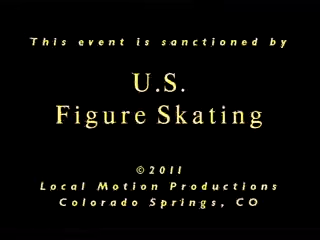 This event is sanctioned by
U.S.
Figure Skating
©2011
Local Motion Productions
Colorado Springs, CO